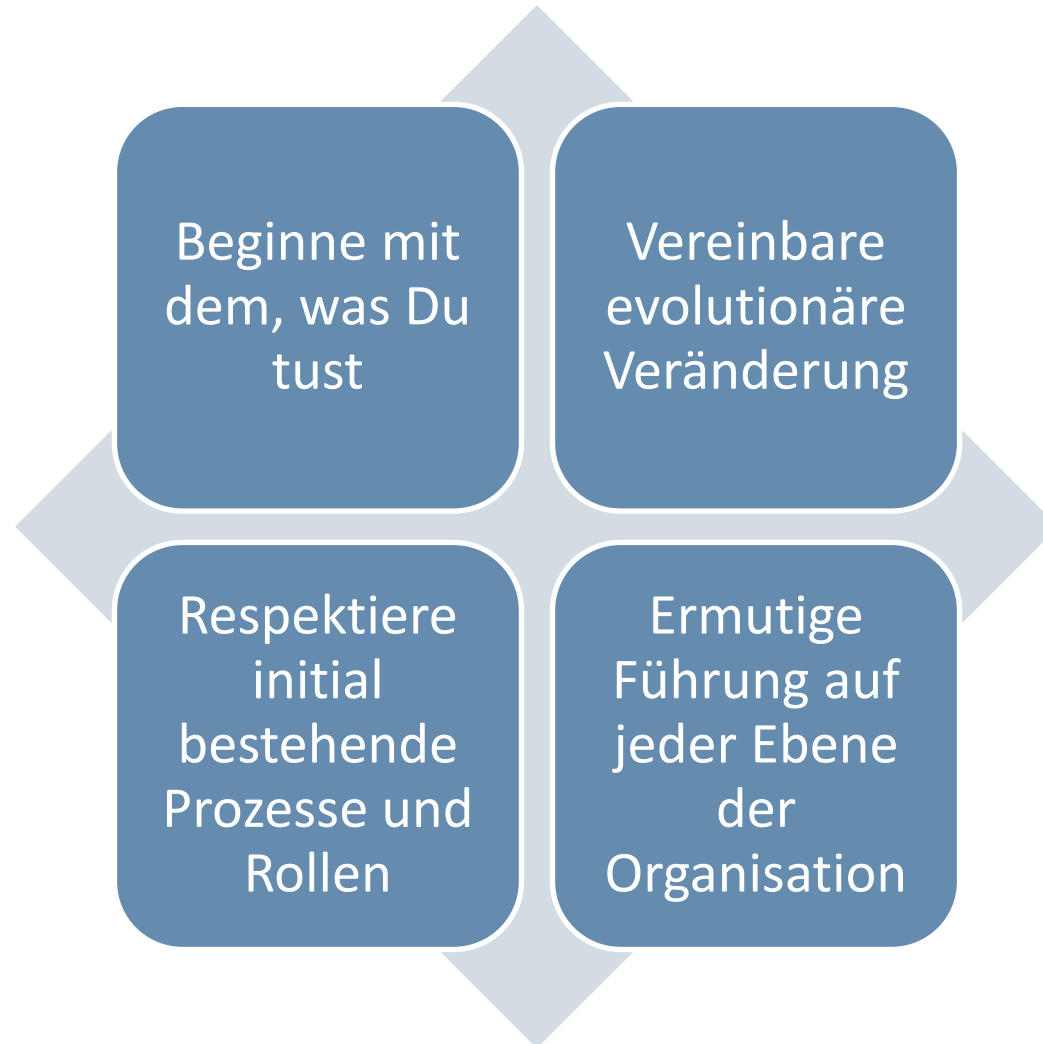 Beginne mit
dem, was Du
tust
Vereinbare
evolutionäre
Veränderung
Respektiere
initial
bestehende
Prozesse und
Rollen
Ermutige
Führung auf
jeder Ebene
der
Organisation